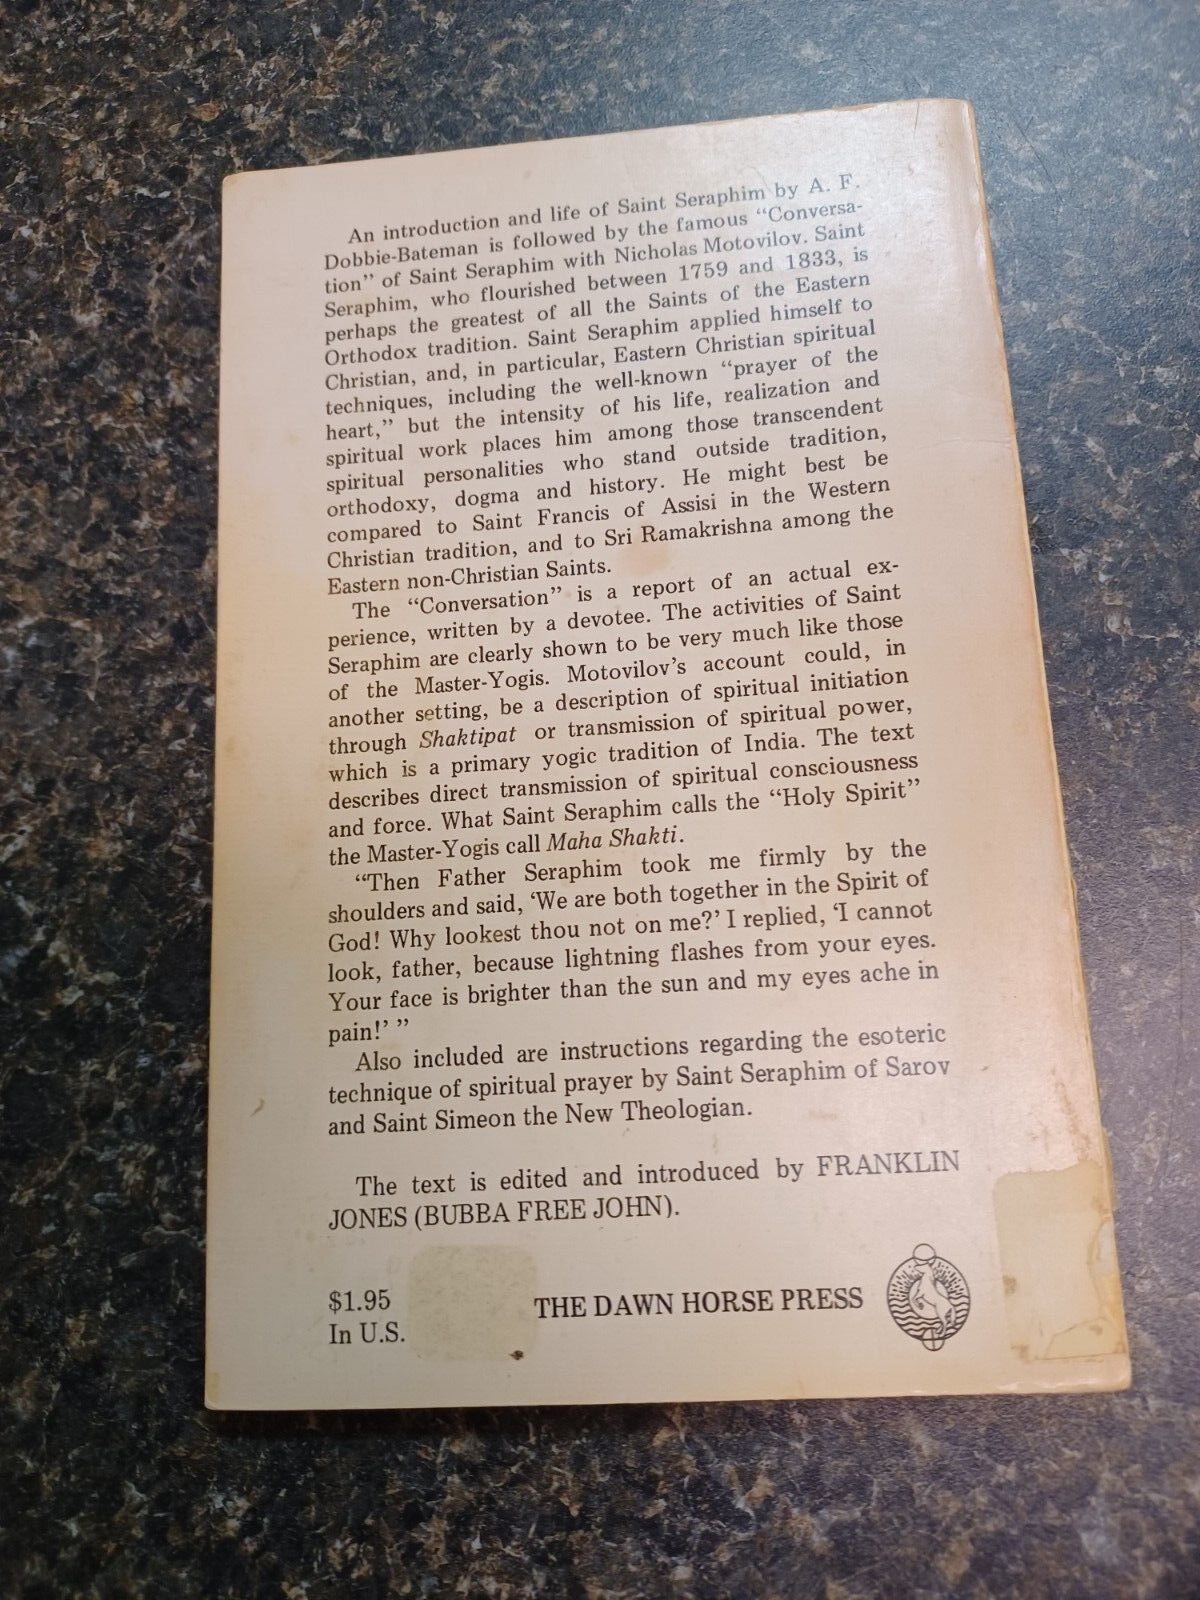 An introduction and life of Saint Seraphim by A. F.
Dobbie-Bateman is followed by the famous “Conversa-
tion” of Saint Seraphim with Nicholas Motovilov. Saint
Seraphim, who flourished between 1759 and 1833, is
perhaps the greatest of all the Saints of the Eastern
Orthodox tradition. Saint Seraphim applied himself to
Christian, and, in particular, Eastern Christian spiritual
techniques, including the well-known “prayer of the
heart,” but the intensity of his life, realization and
spiritual work places him among those transcendent
spiritual personalities who stand outside tradition,
orthodoxy, dogma and history. He might best be
compared to Saint Francis of Assisi in the Western
Christian tradition, and to Sri Ramakrishna among the
Eastern non-Christian Saints.
The “Conversation” is a report of an actual ex-
perience, written by a devotee. The activities of Saint
Seraphim are clearly shown to be very much like those
of the Master-Yogis. Motovilov’s account could, in
another setting, be a description of spiritual initiation
through Shaktipat or transmission of spiritual power,
which is a primary yogic tradition of India. The text
describes direct transmission of spiritual consciousness
and force. What Saint Seraphim calls the “Holy Spirit”
the Master-Yogis call Maha Shakti.
“Then Father Seraphim took me firmly by the
shoulders and said, ‘We are both together in the Spirit of
God! Why lookest thou not on me?’ I replied, ‘I cannot
look, father, because lightning flashes from your eyes.
Your face is brighter than the sun and my eyes ache in
pain!’ ”
Also included are instructions regarding the esoteric
technique of spiritual prayer by Saint Seraphim of Sarov
and Saint Simeon the New Theologian.
The text is edited and introduced by FRANKLIN
JONES (BUBBA FREE JOHN).
$1.95
In U.S.
THE DAWN HORSE PRESS